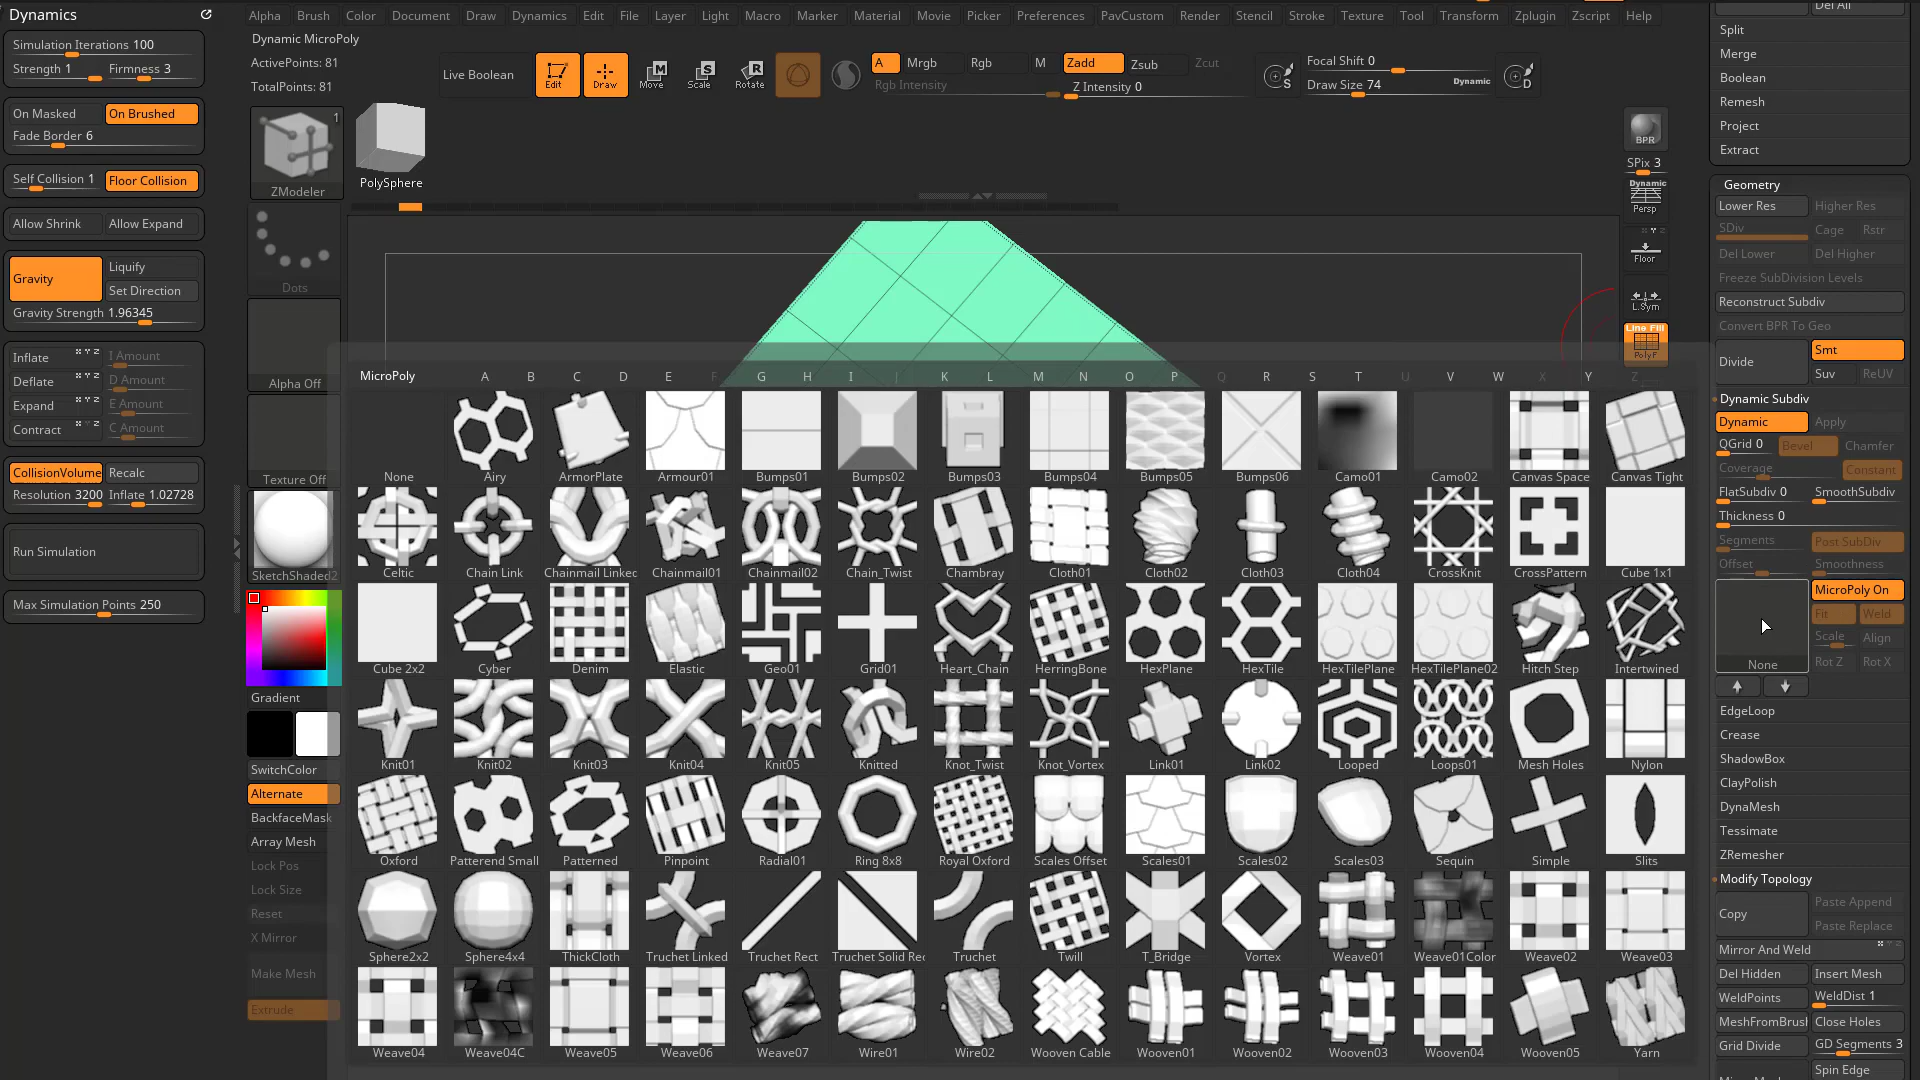 Dynamics
Simulation Iterations 100
Strength 1 Firmness 3
On Masked On Brushed
Fade Border 6
Self Collision 1 Floor Collision
Allow Shrink Allow Expand
Gravity Liquify
Set Direction
Gravity Strength 1.96345
Inflate I Amount
Deflate D Amount
Expand E Amount
Contract C Amount
CollisionVolume Recalc
Resolution 3200 Inflate 1.02728
Run Simulation
Max Simulation Points 250
Alpha Brush Color Document Draw Dynamics Edit File Layer Light Macro Marker Material Movie Picker Preferences PavCustom Render Stencil Stroke Texture Tool Transform Zplugin Zscript Help
Dynamic MicroPoly
ActivePoints: 81
TotalPoints: 81
Live Boolean
Edit Draw Move Scale Rotate
A Mrgb Rgb M Zadd Zsub Zcut
Rgb Intensity Z Intensity 0
Focal Shift 0
Draw Size 74 Dynamic
1
ZModeler
PolySphere
Dots
Alpha Off
Texture Off
SketchShaded2
Gradient
SwitchColor
Alternate
BackfaceMask
Array Mesh
Lock Pos
Lock Size
Reset
X Mirror
Make Mesh
Extrude
BPR
SPix 3
Dynamic
Persp
Floor
L.Sym
Line Fill
PolyF
MicroPoly A B C D E F G H I J K L M N O P Q R S T U V W X Y Z
None Airy ArmorPlate Armour01 Bumps01 Bumps02 Bumps03 Bumps04 Bumps05 Bumps06 Camo01 Camo02 Canvas Space Canvas Tight
Celtic Chain Link Chainmail Linked Chainmail01 Chainmail02 Chain_Twist Chambray Cloth01 Cloth02 Cloth03 Cloth04 CrossKnit CrossPattern Cube 1x1
Cube 2x2 Cyber Denim Elastic Geo01 Grid01 Heart_Chain HerringBone HexPlane HexTile HexTilePlane HexTilePlane02 Hitch Step Intertwined
Knit01 Knit02 Knit03 Knit04 Knit05 Knitted Knot_Twist Knot_Vortex Link01 Link02 Looped Loops01 Mesh Holes Nylon
Oxford Patterend Small Patterned Pinpoint Radial01 Ring 8x8 Royal Oxford Scales Offset Scales01 Scales02 Scales03 Sequin Simple Slits
Sphere2x2 Sphere4x4 ThickCloth Truchet Linked Truchet Rect Truchet Solid Rec Truchet Twill T_Bridge Vortex Weave01 Weave01Color Weave02 Weave03
Weave04 Weave04C Weave05 Weave06 Weave07 Wire01 Wire02 Wooven Cable Wooven01 Wooven02 Wooven03 Wooven04 Wooven05 Yarn
Del All
Split
Merge
Boolean
Remesh
Project
Extract
Geometry
Lower Res Higher Res
SDiv Cage Rstr
Del Lower Del Higher
Freeze SubDivision Levels
Reconstruct Subdiv
Convert BPR To Geo
Divide Smt
Suv ReUV
Dynamic Subdiv
Dynamic Apply
QGrid 0 Bevel Chamfer
Coverage Constant
FlatSubdiv 0 SmoothSubdiv
Thickness 0
Segments Post SubDiv
Offset Smoothness
MicroPoly On
Fit Weld
Scale Align
None Rot Z Rot X
EdgeLoop
Crease
ShadowBox
ClayPolish
DynaMesh
Tessimate
ZRemesher
Modify Topology
Copy Paste Append
Paste Replace
Mirror And Weld
Del Hidden Insert Mesh
WeldPoints WeldDist 1
MeshFromBrush Close Holes
Grid Divide GD Segments 3
Spin Edge